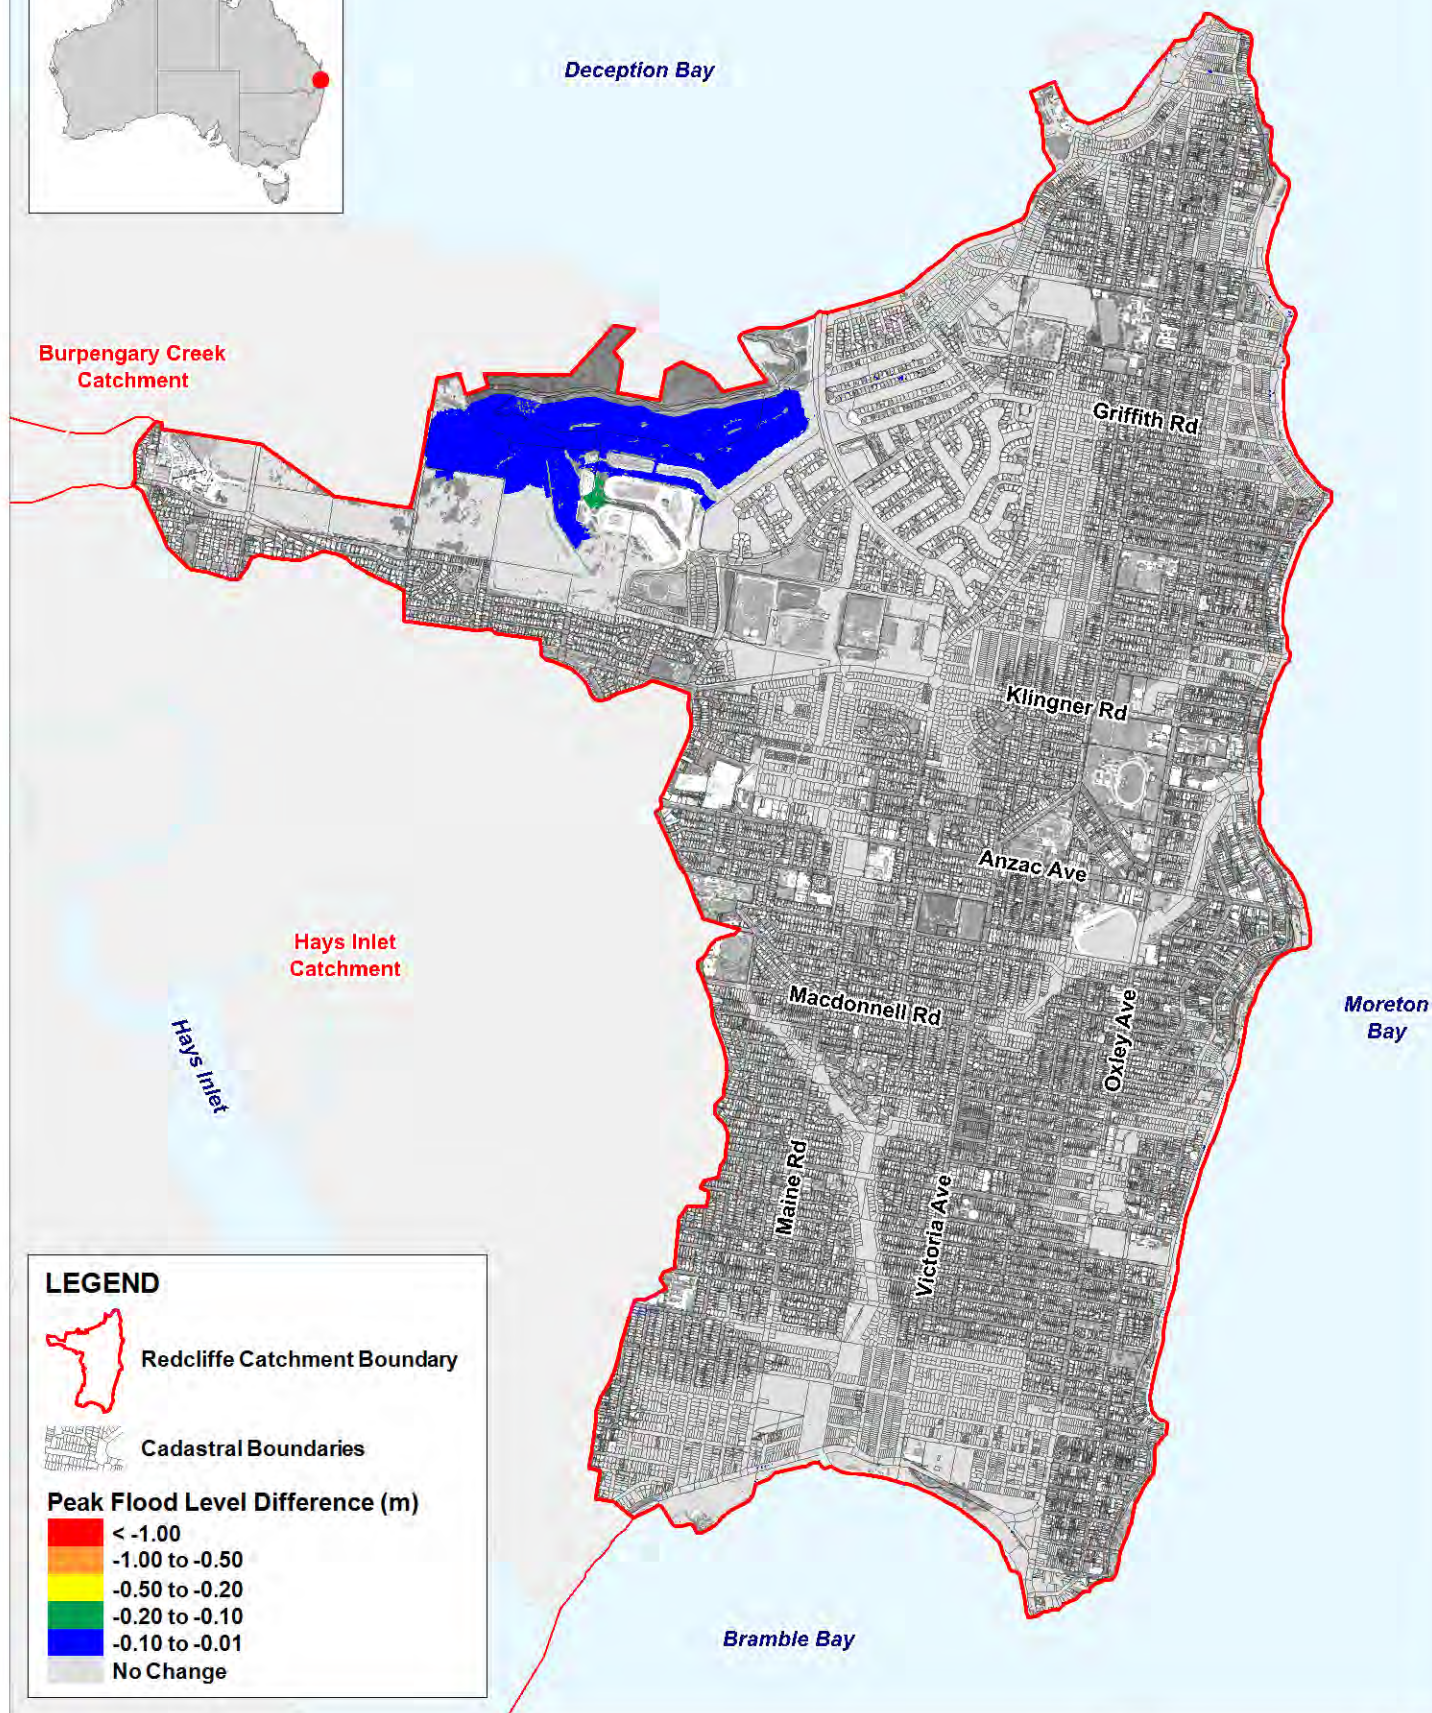 Deception Bay
Burpengary Creek
Catchment
Griffith Rd
Klingner Rd
Anzac Ave
Hays Inlet
Catchment
Macdonnell Rd
Oxley Ave
Moreton
Bay
Hays Inlet
Maine Rd
Victoria Ave
LEGEND
Redcliffe Catchment Boundary
Cadastral Boundaries
Peak Flood Level Difference (m)
< -1.00
-1.00 to -0.50
-0.50 to -0.20
-0.20 to -0.10
-0.10 to -0.01
No Change
Bramble Bay